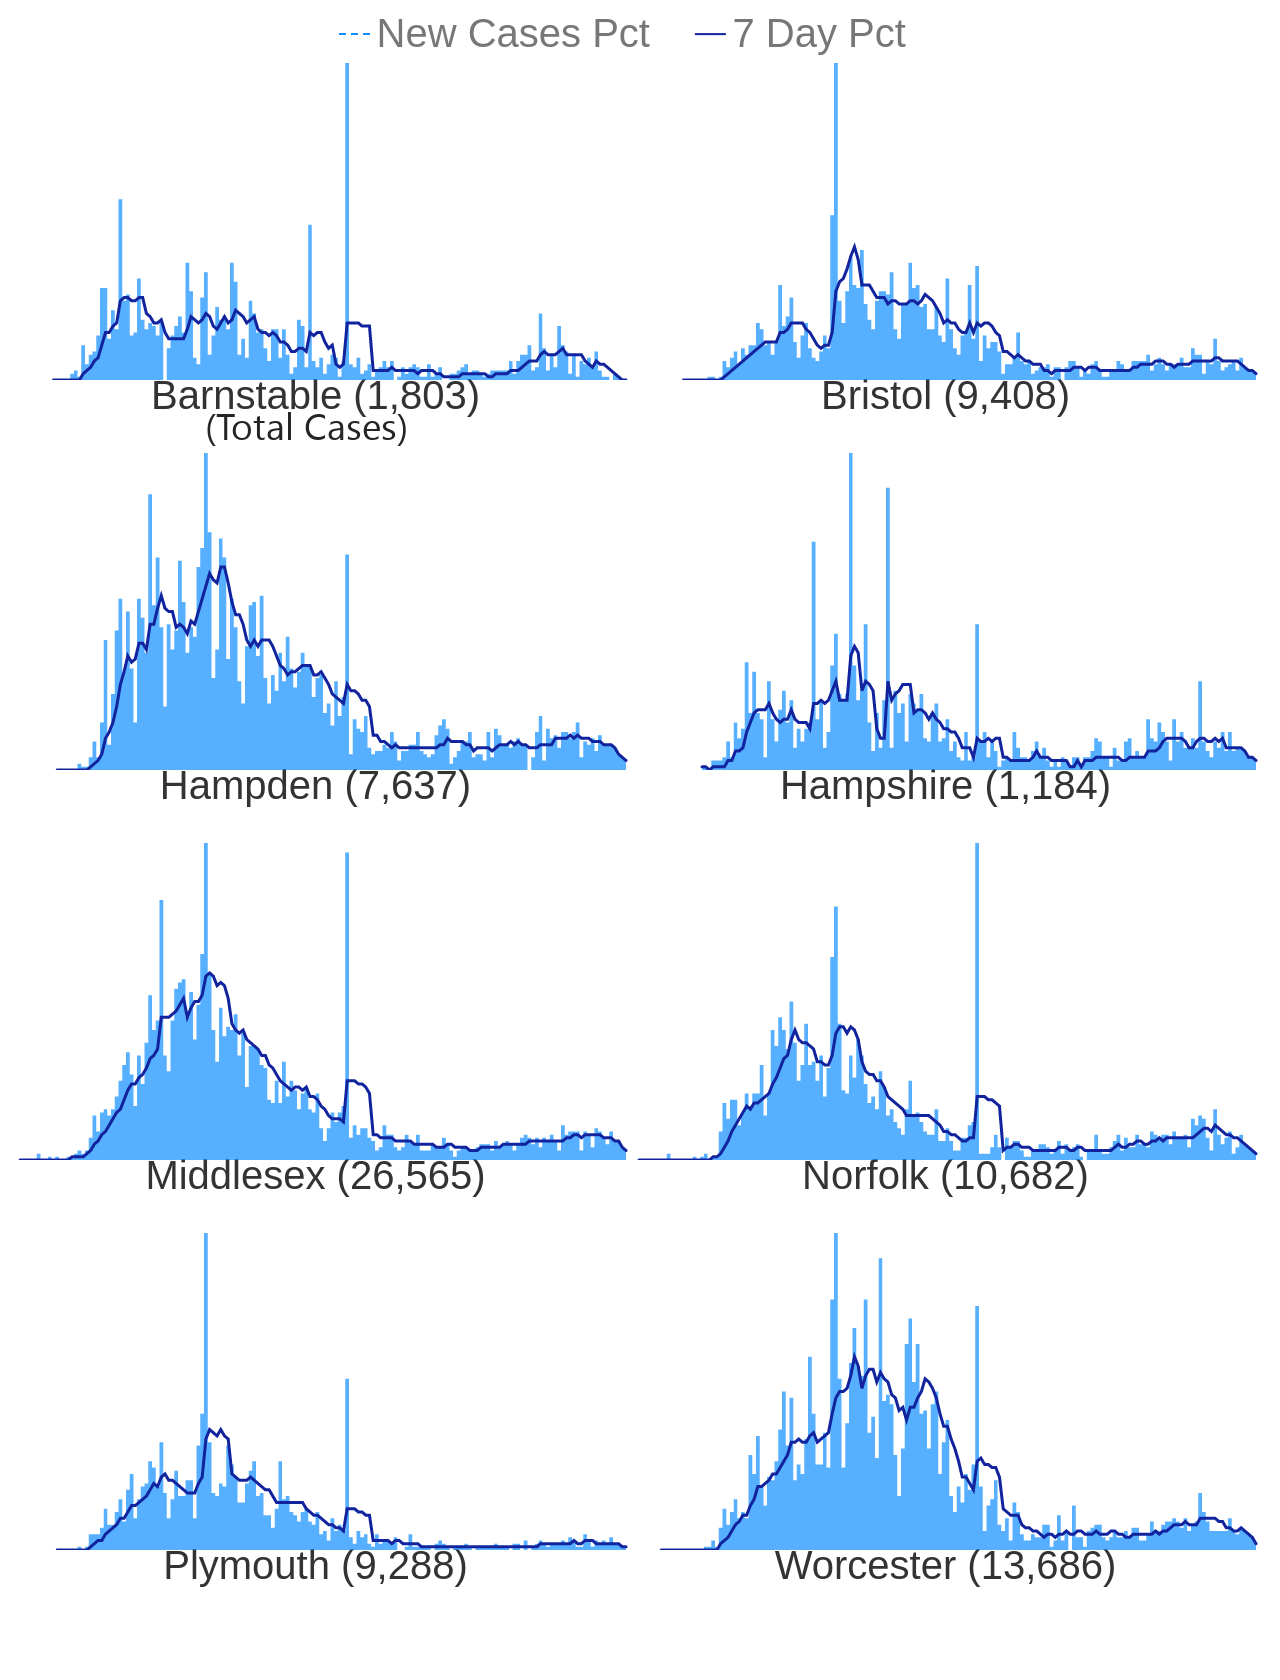 New Cases Pct 7 Day Pct
Barnstable (1,803) Bristol (9,408)
(Total Cases)
Hampden (7,637) Hampshire (1,184)
Middlesex (26,565) Norfolk (10,682)
Plymouth (9,288) Worcester (13,686)